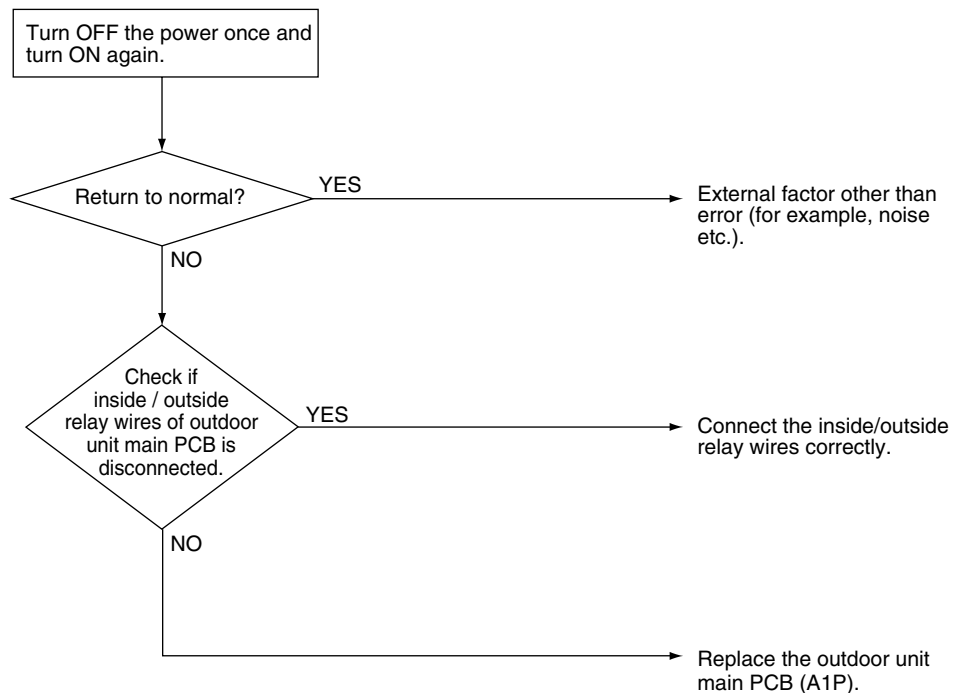 Turn OFF the power once and
turn ON again.
Return to normal?
YES
External factor other than
error (for example, noise
etc.).
NO
Check if
inside / outside
relay wires of outdoor
unit main PCB is
disconnected.
YES
Connect the inside/outside
relay wires correctly.
NO
Replace the outdoor unit
main PCB (A1P).